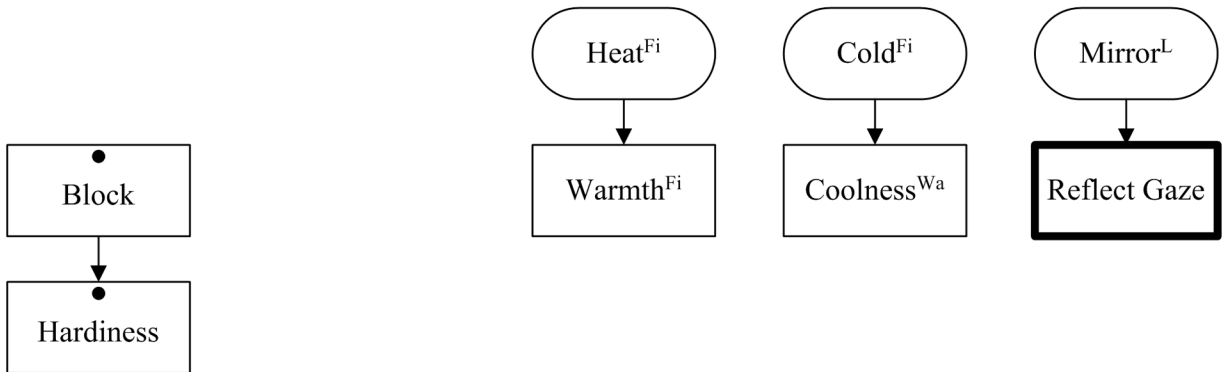 Heat^Fi
Cold^Fi
Mirror^L
Block
Warmth^Fi
Coolness^Wa
Reflect Gaze
Hardiness